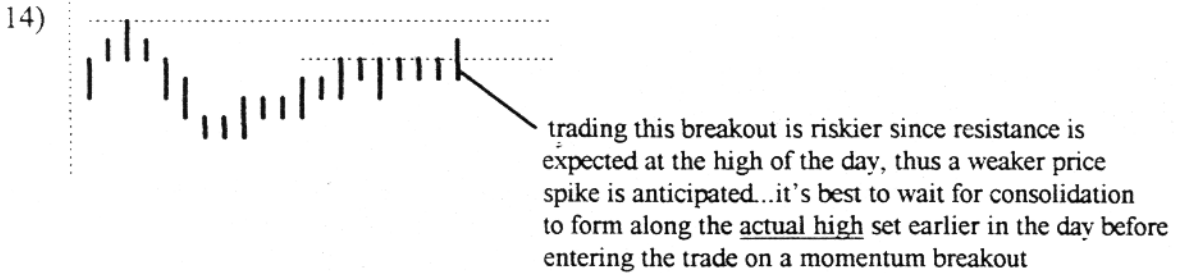 14)
trading this breakout is riskier since resistance is
expected at the high of the day, thus a weaker price
spike is anticipated...it's best to wait for consolidation
to form along the actual high set earlier in the day before
entering the trade on a momentum breakout